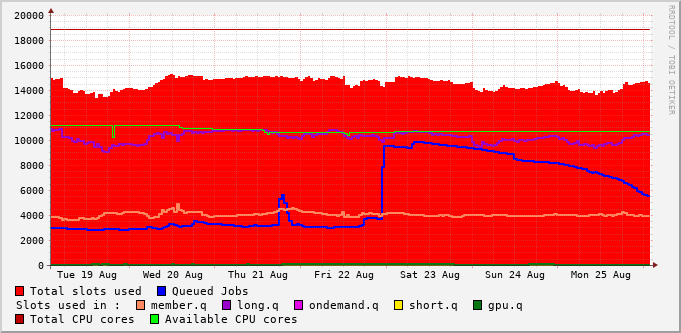 20000
18000
16000
14000
12000
10000
8000
6000
4000
2000
0
Tue 19 Aug Wed 20 Aug Thu 21 Aug Fri 22 Aug Sat 23 Aug Sun 24 Aug Mon 25 Aug
Total slots used Queued Jobs
Slots used in : member.q long.q ondemand.q short.q gpu.q
Total CPU cores Available CPU cores
RRDTOOL / TOBI OETIKER